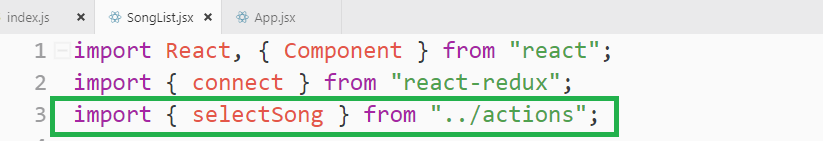 index.js × SongList.jsx × App.jsx
1 import React, { Component } from "react";
2 import { connect } from "react-redux";
3 import { selectSong } from "../actions";